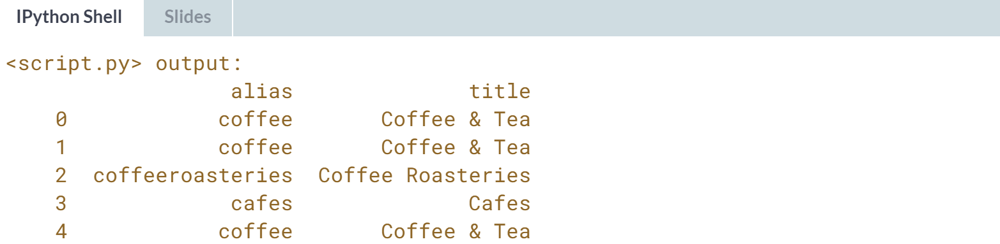 IPython Shell Slides
<script.py> output:
alias title
0 coffee Coffee & Tea
1 coffee Coffee & Tea
2 coffeeroasteries Coffee Roasteries
3 cafes Cafes
4 coffee Coffee & Tea